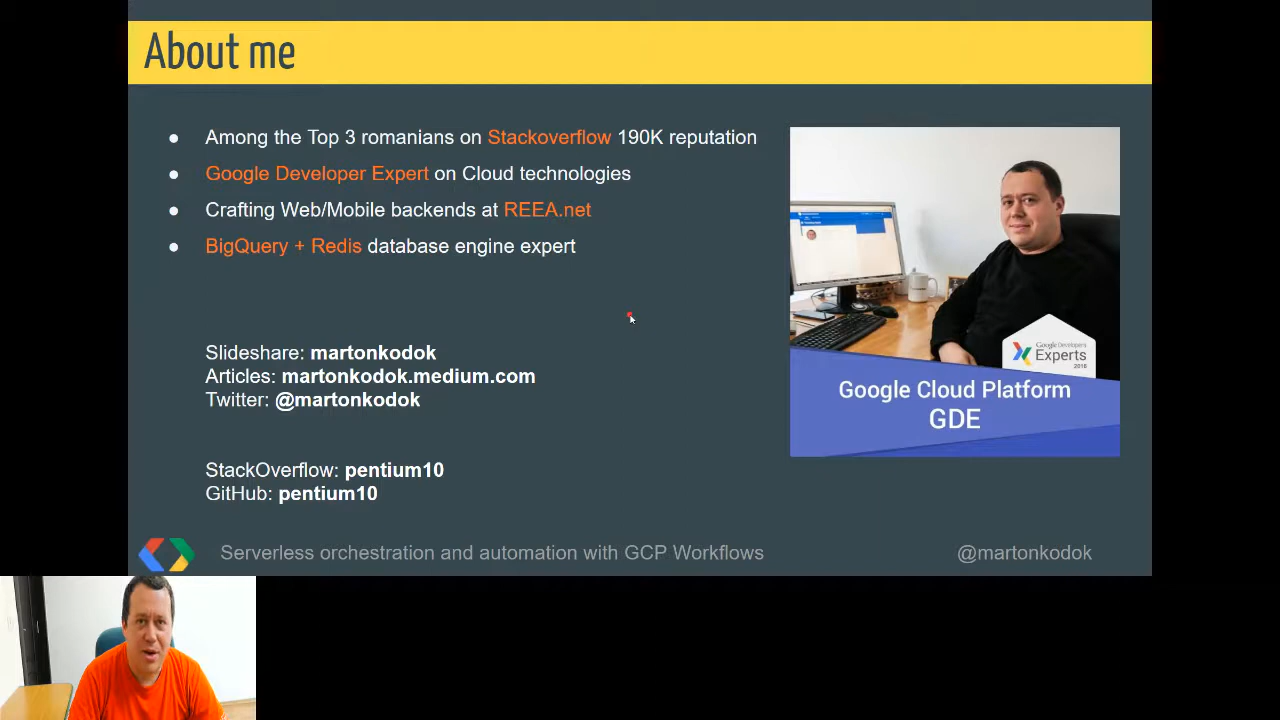 About me
Among the Top 3 romanians on Stackoverflow 190K reputation
Google Developer Expert on Cloud technologies
Crafting Web/Mobile backends at REEA.net
BigQuery + Redis database engine expert
Slideshare: martonkodok
Articles: martonkodok.medium.com
Twitter: @martonkodok
StackOverflow: pentium10
GitHub: pentium10
Google Developers
Experts
2016
Google Cloud Platform
GDE
Serverless orchestration and automation with GCP Workflows
@martonkodok